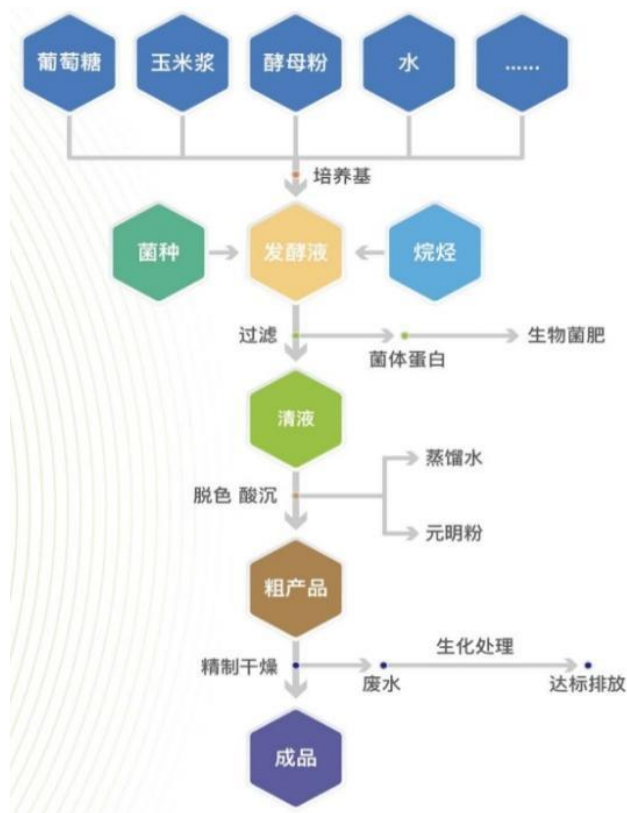 葡萄糖
玉米浆
酵母粉
水
......
培养基
菌种
发酵液
烷烃
过滤
菌体蛋白
生物菌肥
清液
蒸馏水
脱色 酸沉
元明粉
粗产品
生化处理
精制干燥
废水
达标排放
成品